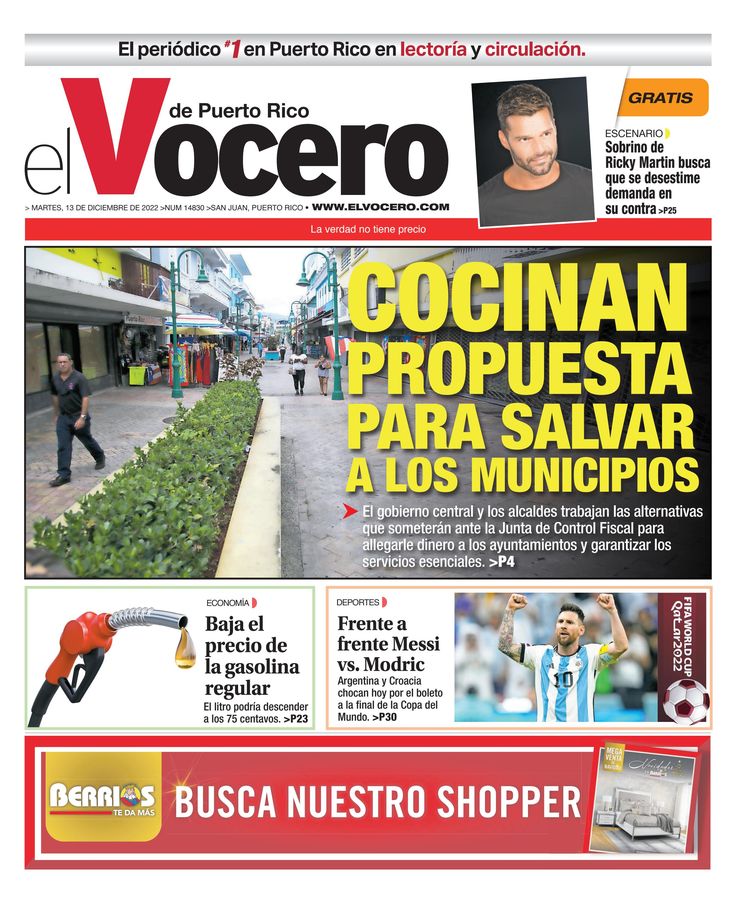 El periódico #1 en Puerto Rico en lectoría y circulación.
el Vocero
de Puerto Rico
> MARTES, 13 DE DICIEMBRE DE 2022 >NUM 14830 >SAN JUAN, PUERTO RICO • WWW.ELVOCERO.COM
GRATIS
ESCENARIO
Sobrino de
Ricky Martin busca
que se desestime
demanda en
su contra >P25
La verdad no tiene precio
COCINAN
PROPUESTA
PARA SALVAR
A LOS MUNICIPIOS
El gobierno central y los alcaldes trabajan las alternativas
que someterán ante la Junta de Control Fiscal para
allegarle dinero a los ayuntamientos y garantizar los
servicios esenciales. >P4
ECONOMÍA
Baja el
precio de
la gasolina
regular
El litro podría descender
a los 75 centavos. >P23
DEPORTES
Frente a
frente Messi
vs. Modric
Argentina y Croacia
chocan hoy por el boleto
a la final de la Copa del
Mundo. >P30
10
FIFA WORLD CUP
Qatar2022
BERRIOS
TE DA MÁS
BUSCA NUESTRO SHOPPER
MEGA
VENTA
DE
NAVIDAD
Navidades